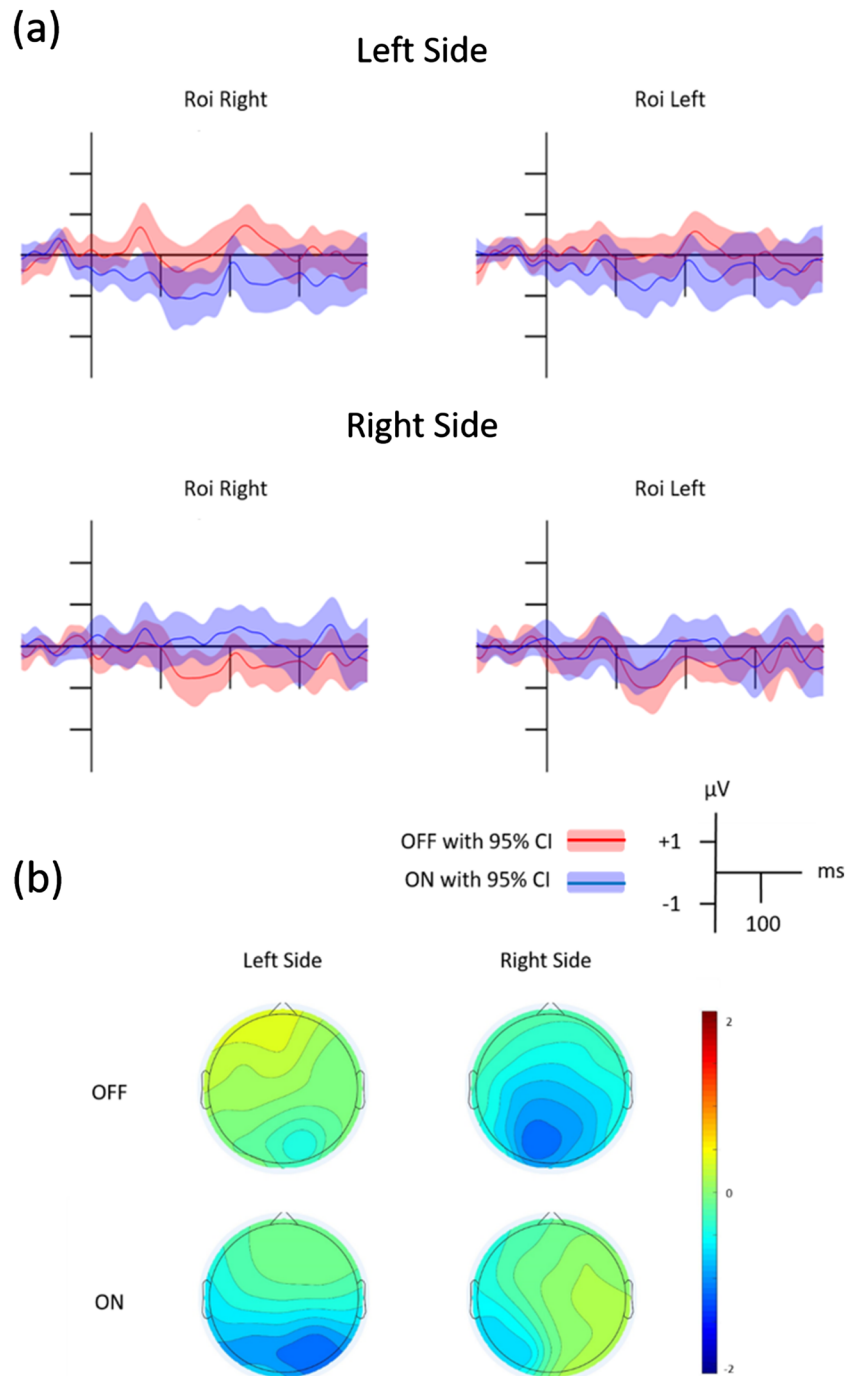 (a)
Left Side
Roi Right
Roi Left
Right Side
Roi Right
Roi Left
µV
OFF with 95% CI
+1
ms
ON with 95% CI
-1
100
(b)
Left Side
Right Side
2
OFF
0
ON
-2